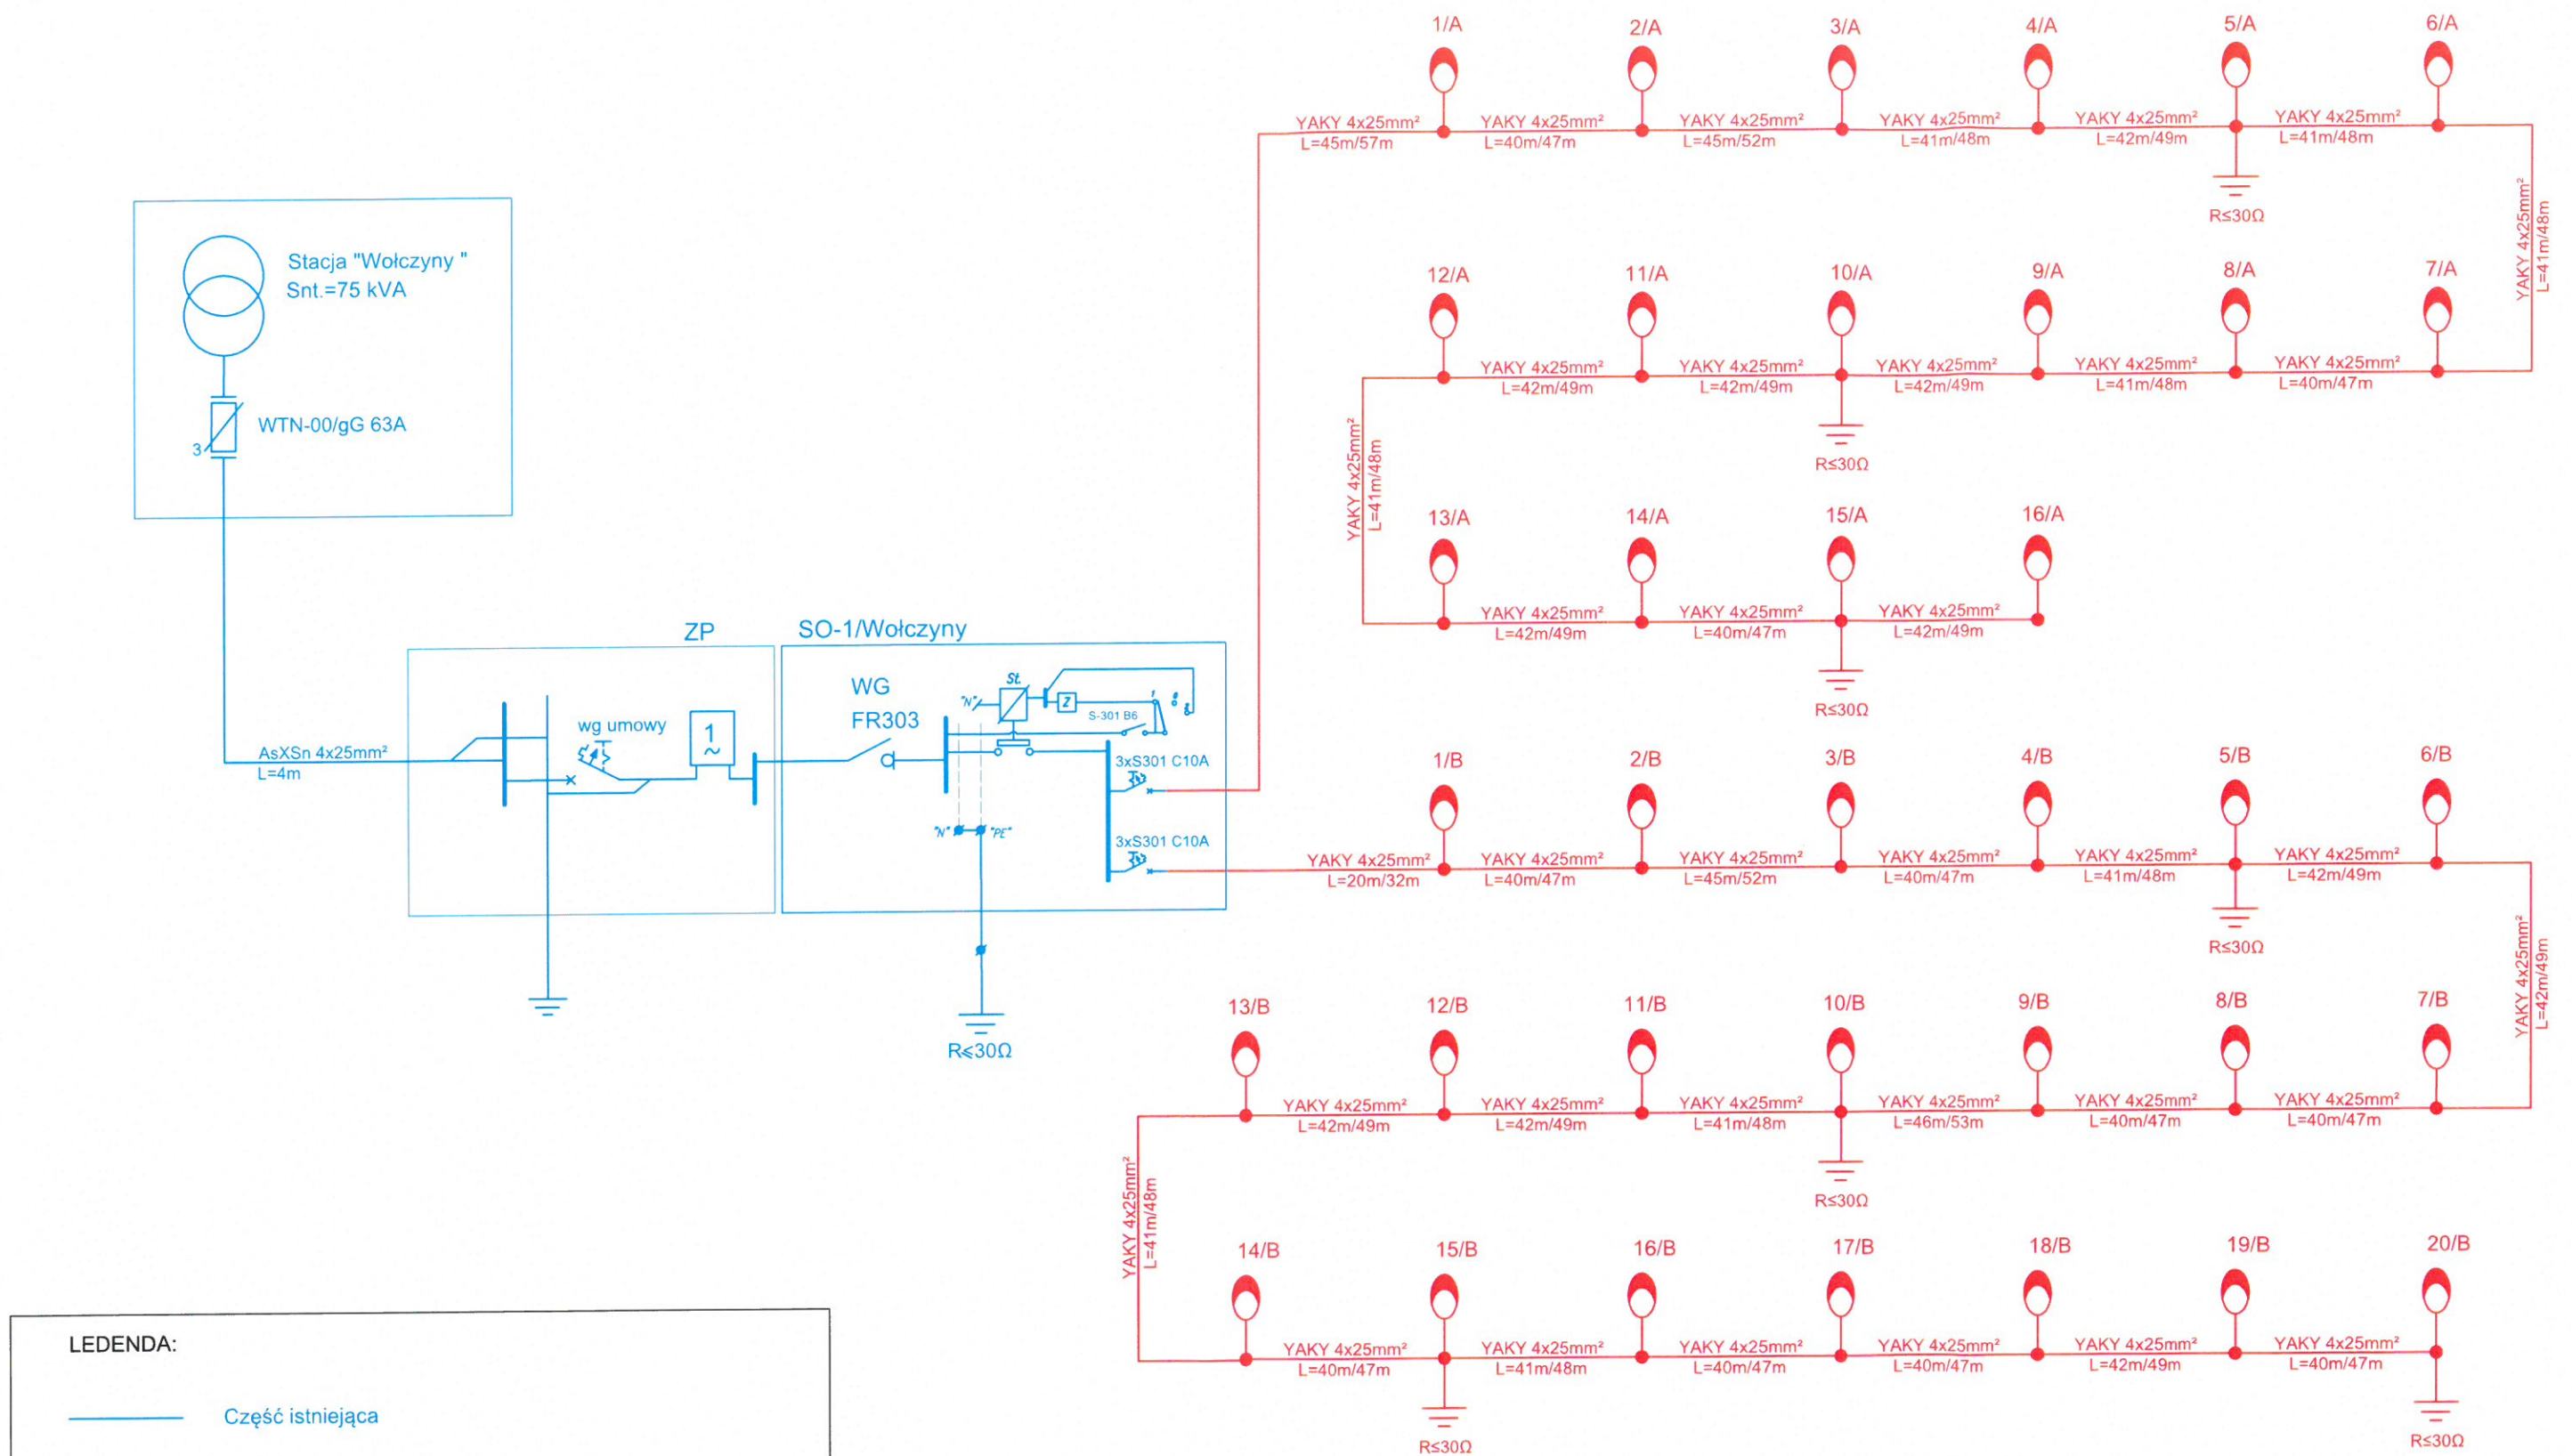 1/A
2/A
3/A
4/A
5/A
6/A
YAKY 4x25mm²
L=45m/57m
YAKY 4x25mm²
L=40m/47m
YAKY 4x25mm²
L=45m/52m
YAKY 4x25mm²
L=41m/48m
YAKY 4x25mm²
L=42m/49m
YAKY 4x25mm²
L=41m/48m
R≤30Ω
YAKY 4x25mm²
L=41m/48m
Stacja "Wołczyny "
Snt.=75 kVA
3
WTN-00/gG 63A
12/A
11/A
10/A
9/A
8/A
7/A
YAKY 4x25mm²
L=42m/49m
YAKY 4x25mm²
L=42m/49m
YAKY 4x25mm²
L=42m/49m
YAKY 4x25mm²
L=41m/48m
YAKY 4x25mm²
L=40m/47m
R≤30Ω
YAKY 4x25mm²
L=41m/48m
13/A
14/A
15/A
16/A
YAKY 4x25mm²
L=42m/49m
YAKY 4x25mm²
L=40m/47m
YAKY 4x25mm²
L=42m/49m
R≤30Ω
AsXSn 4x25mm²
L=4m
ZP
wg umowy
1
~
SO-1/Wołczyny
WG
FR303
"N"
St.
Z
1
0
2
S-301 B6
3xS301 C10A
3xS301 C10A
"N"
"PE"
R⩽30Ω
1/B
2/B
3/B
4/B
5/B
6/B
YAKY 4x25mm²
L=20m/32m
YAKY 4x25mm²
L=40m/47m
YAKY 4x25mm²
L=45m/52m
YAKY 4x25mm²
L=40m/47m
YAKY 4x25mm²
L=41m/48m
YAKY 4x25mm²
L=42m/49m
R≤30Ω
YAKY 4x25mm²
L=42m/49m
13/B
12/B
11/B
10/B
9/B
8/B
7/B
YAKY 4x25mm²
L=42m/49m
YAKY 4x25mm²
L=42m/49m
YAKY 4x25mm²
L=41m/48m
YAKY 4x25mm²
L=46m/53m
YAKY 4x25mm²
L=40m/47m
YAKY 4x25mm²
L=40m/47m
R≤30Ω
YAKY 4x25mm²
L=41m/48m
14/B
15/B
16/B
17/B
18/B
19/B
20/B
YAKY 4x25mm²
L=40m/47m
YAKY 4x25mm²
L=41m/48m
YAKY 4x25mm²
L=40m/47m
YAKY 4x25mm²
L=40m/47m
YAKY 4x25mm²
L=42m/49m
YAKY 4x25mm²
L=40m/47m
R≤30Ω
R≤30Ω
LEDENDA:
Część istniejąca